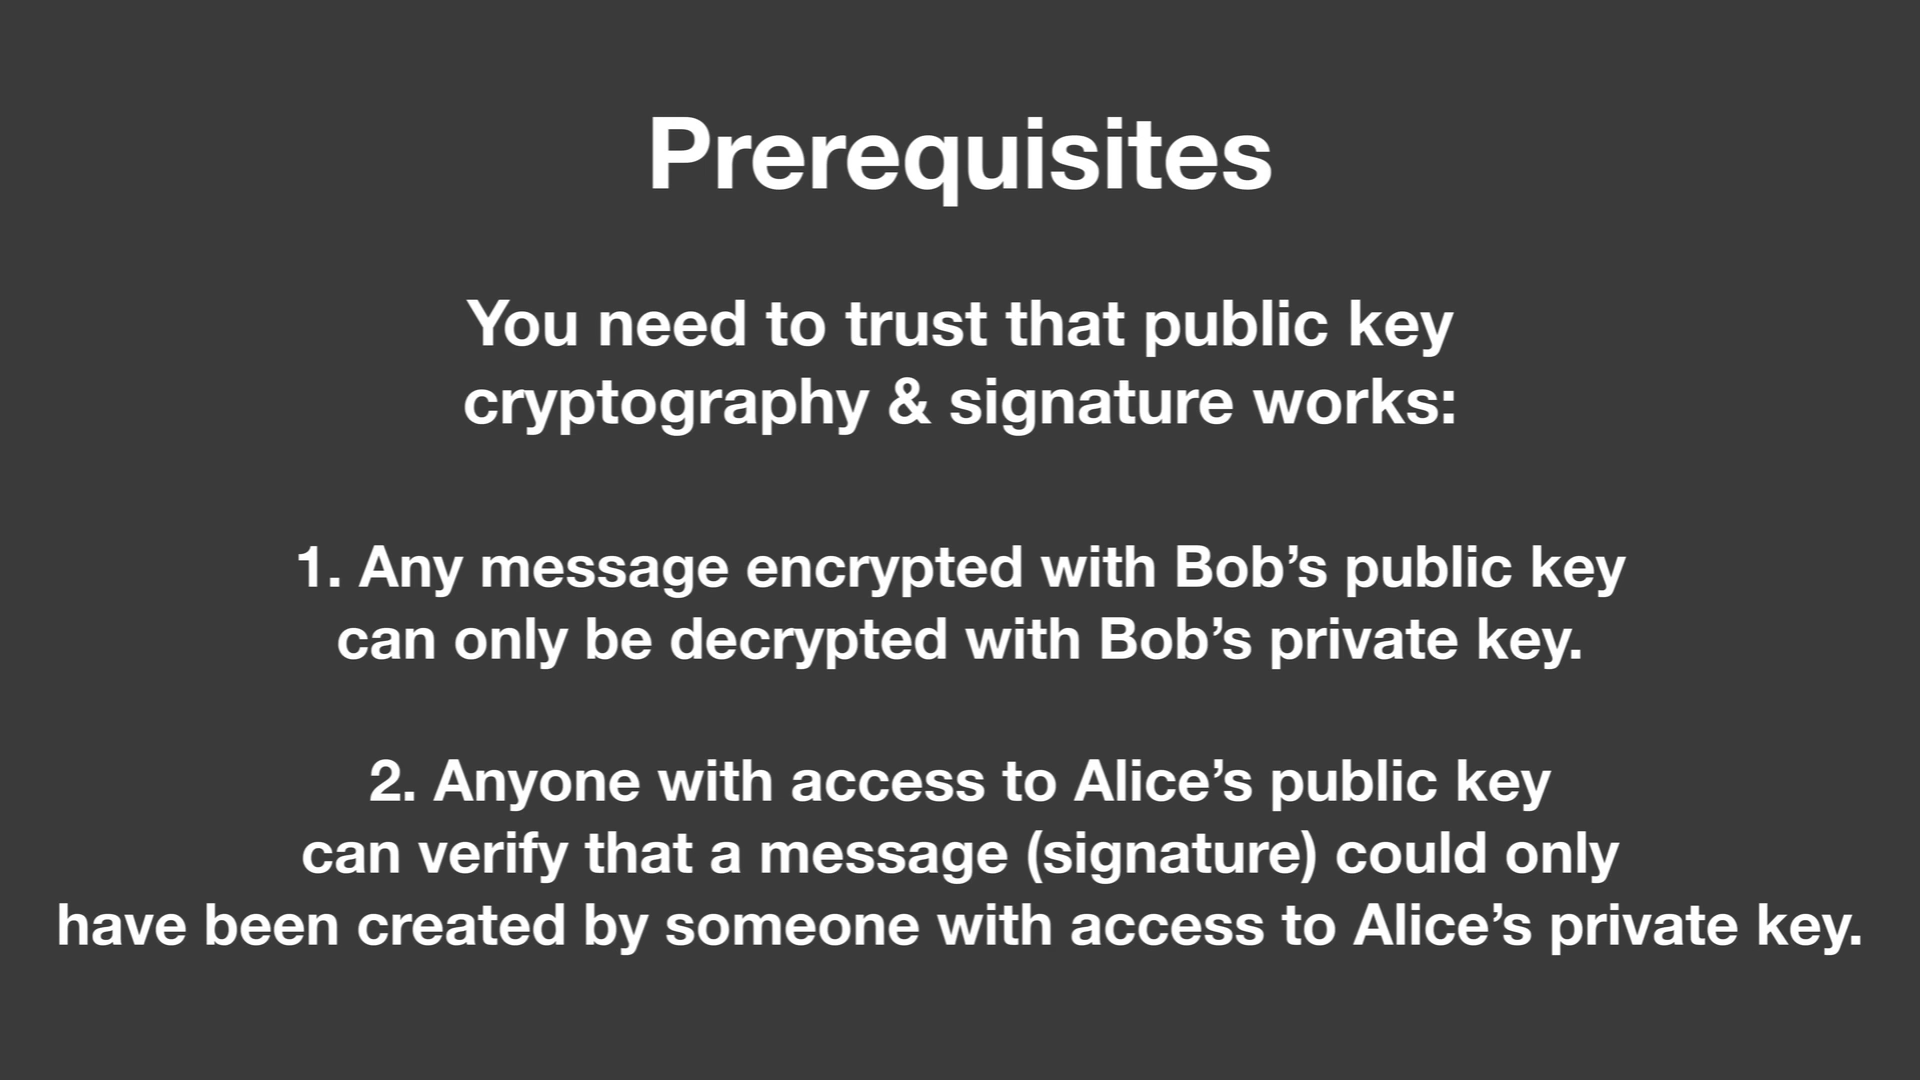 Prerequisites
You need to trust that public key
cryptography & signature works:
1. Any message encrypted with Bob’s public key
can only be decrypted with Bob’s private key.
2. Anyone with access to Alice’s public key
can verify that a message (signature) could only
have been created by someone with access to Alice’s private key.